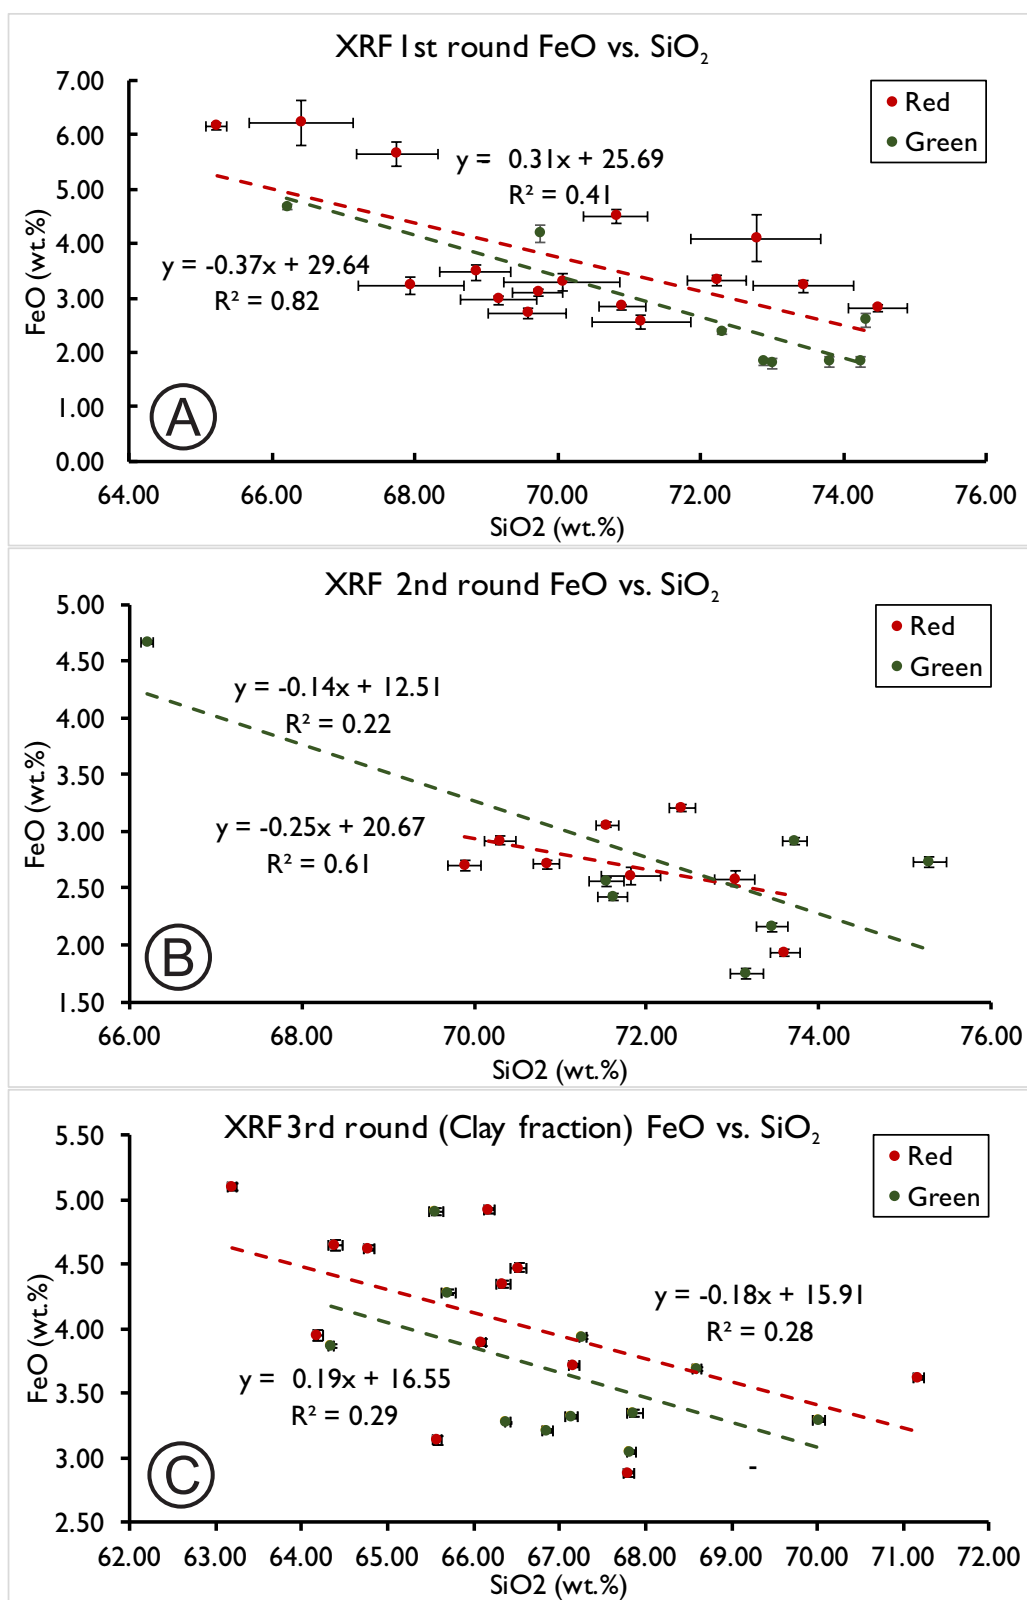 XRF 1st round FeO vs. SiO₂
7.00
6.00
5.00
4.00
3.00
2.00
1.00
0.00
FeO (wt.%)
Red
Green
y = 0.31x + 25.69
R² = 0.41
y = -0.37x + 29.64
R² = 0.82
A
64.00 66.00 68.00 70.00 72.00 74.00 76.00
SiO2 (wt.%)
XRF 2nd round FeO vs. SiO₂
5.00
4.50
4.00
3.50
3.00
2.50
2.00
1.50
FeO (wt.%)
Red
Green
y = -0.14x + 12.51
R² = 0.22
y = -0.25x + 20.67
R² = 0.61
B
66.00 68.00 70.00 72.00 74.00 76.00
SiO2 (wt.%)
XRF3rd round (Clay fraction) FeO vs. SiO₂
5.50
5.00
4.50
4.00
3.50
3.00
2.50
FeO (wt.%)
Red
Green
y = -0.18x + 15.91
R² = 0.28
y = 0.19x + 16.55
R² = 0.29
-
C
62.00 63.00 64.00 65.00 66.00 67.00 68.00 69.00 70.00 71.00 72.00
SiO2 (wt.%)